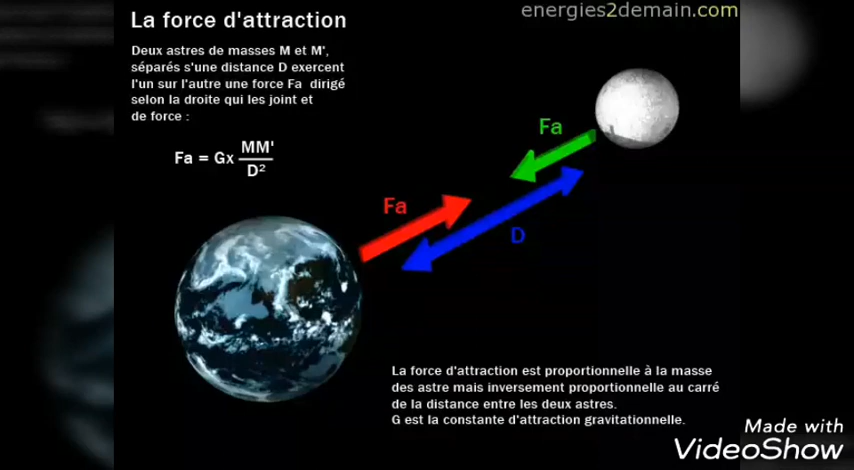 La force d'attraction
energies2demain.com
Deux astres de masses M et M',
séparés s'une distance D exercent
l'un sur l'autre une force Fa dirigé
selon la droite qui les joint et
de force :
Fa = Gx MM'
D²
Fa
Fa
D
La force d'attraction est proportionnelle à la masse
des astre mais inversement proportionnelle au carré
de la distance entre les deux astres.
G est la constante d'attraction gravitationnelle.
Made with
VideoShow